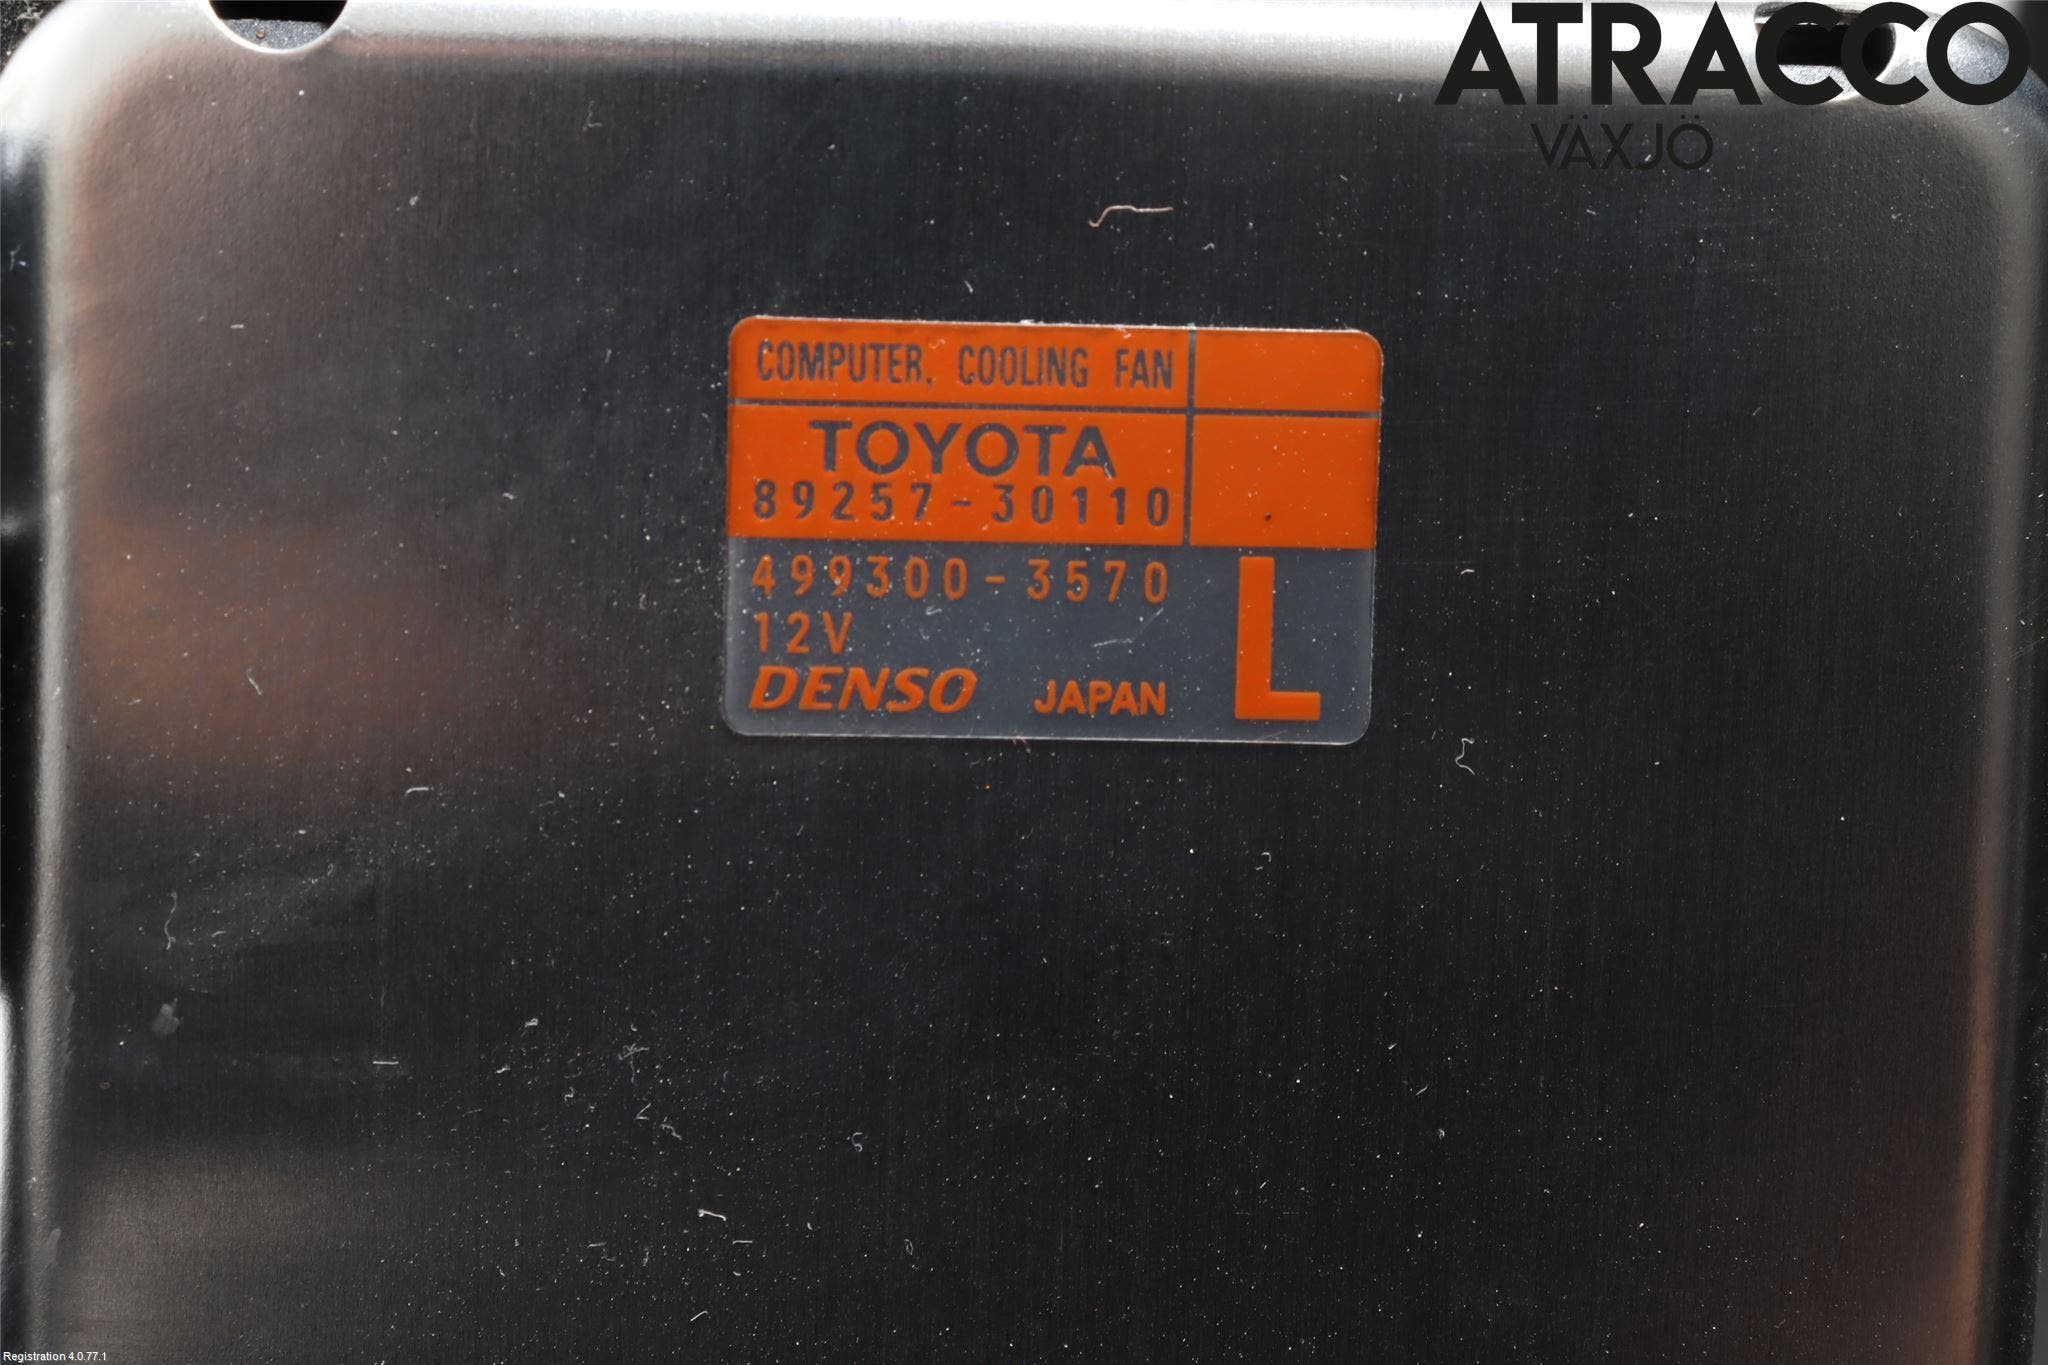 ATRACCO
VÄXJÖ
COMPUTER, COOLING FAN
TOYOTA
89257-30110
499300-3570
12V
DENSO JAPAN
L
Registration 4.0.77.1